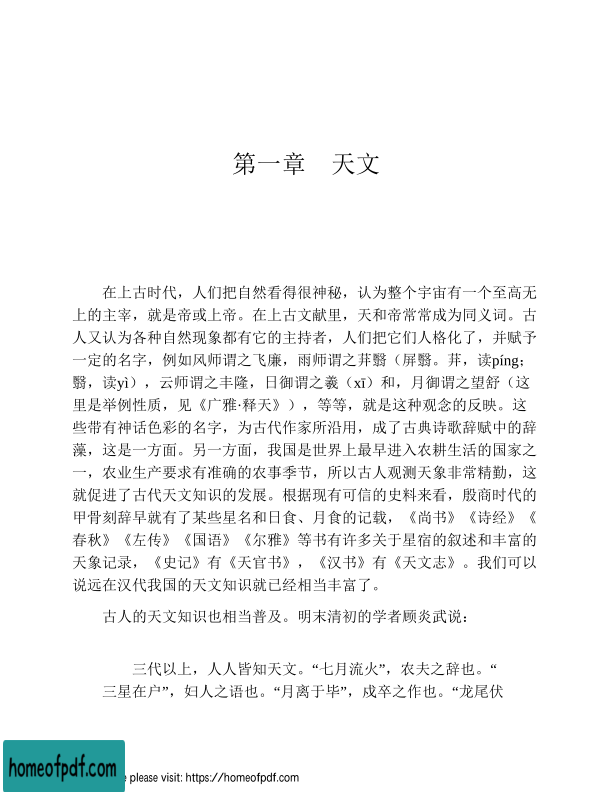 第一章　天文
在上古时代，人们把自然看得很神秘，认为整个宇宙有一个至高无
上的主宰，就是帝或上帝。在上古文献里，天和帝常常成为同义词。古
人又认为各种自然现象都有它的主持者，人们把它们人格化了，并赋予
一定的名字，例如风师谓之飞廉，雨师谓之荓翳（屏翳。荓，读píng；
翳，读yì），云师谓之丰隆，日御谓之羲（xī）和，月御谓之望舒（这
里是举例性质，见《广雅·释天》），等等，就是这种观念的反映。这
些带有神话色彩的名字，为古代作家所沿用，成了古典诗歌辞赋中的辞
藻，这是一方面。另一方面，我国是世界上最早进入农耕生活的国家之
一，农业生产要求有准确的农事季节，所以古人观测天象非常精勤，这
就促进了古代天文知识的发展。根据现有可信的史料来看，殷商时代的
甲骨刻辞早就有了某些星名和日食、月食的记载，《尚书》《诗经》《
春秋》《左传》《国语》《尔雅》等书有许多关于星宿的叙述和丰富的
天象记录，《史记》有《天官书》，《汉书》有《天文志》。我们可以
说远在汉代我国的天文知识就已经相当丰富了。
古人的天文知识也相当普及。明末清初的学者顾炎武说：
三代以上，人人皆知天文。“七月流火”，农夫之辞也。“
三星在户”，妇人之语也。“月离于毕”，戍卒之作也。“龙尾伏
homeofpdf.com
e please visit: https://homeofpdf.com